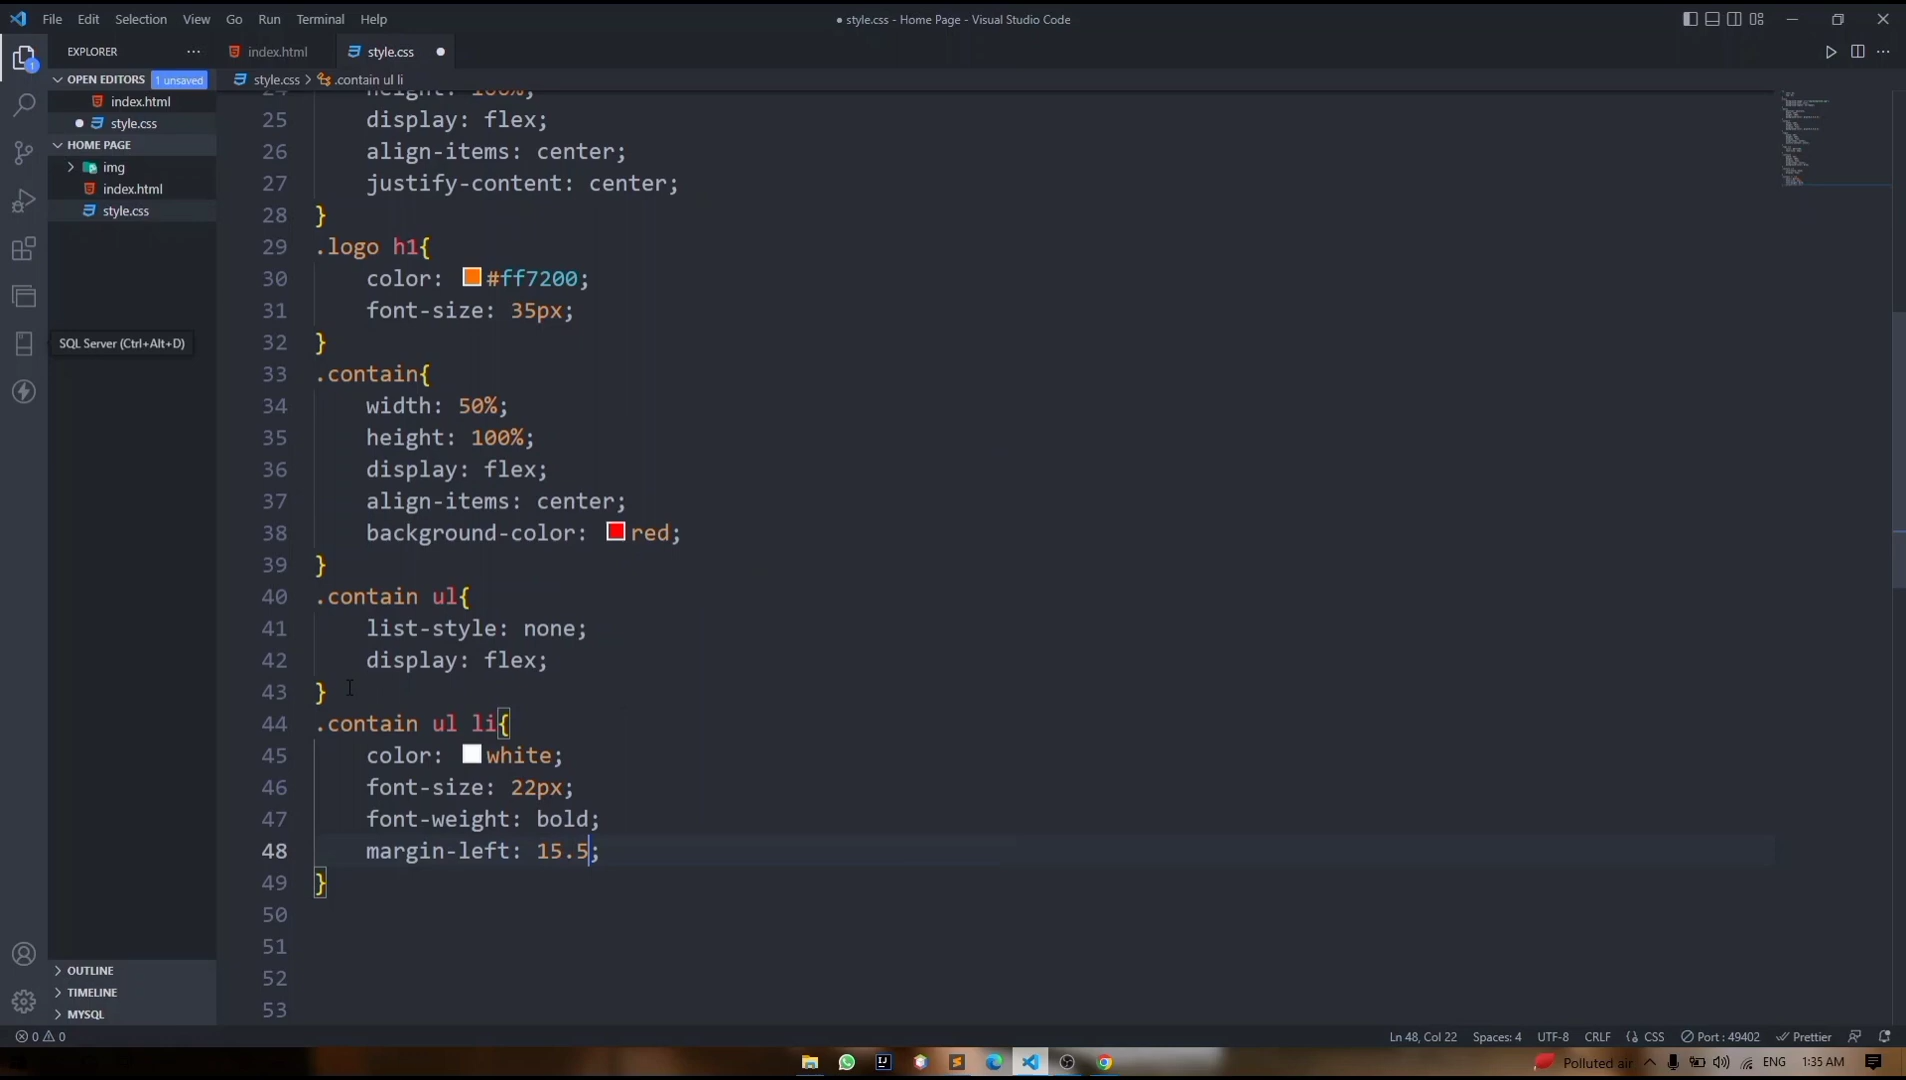 File Edit Selection View Go Run Terminal Help
● style.css - Home Page - Visual Studio Code
EXPLORER
index.html
style.css
OPEN EDITORS 1 unsaved
style.css > .contain ul li
index.html
style.css
HOME PAGE
img
index.html
style.css
1
SQL Server (Ctrl+Alt+D)
24 height: 100%;
25 display: flex;
26 align-items: center;
27 justify-content: center;
28 }
29 .logo h1{
30 color: #ff7200;
31 font-size: 35px;
32 }
33 .contain{
34 width: 50%;
35 height: 100%;
36 display: flex;
37 align-items: center;
38 background-color: red;
39 }
40 .contain ul{
41 list-style: none;
42 display: flex;
43 }
44 .contain ul li{
45 color: white;
46 font-size: 22px;
47 font-weight: bold;
48 margin-left: 15.5;
49 }
50
51
52
53
OUTLINE
TIMELINE
MYSQL
0 0
Ln 48, Col 22 Spaces: 4 UTF-8 CRLF {} CSS Port : 49402 Prettier
Polluted air ENG 1:35 AM